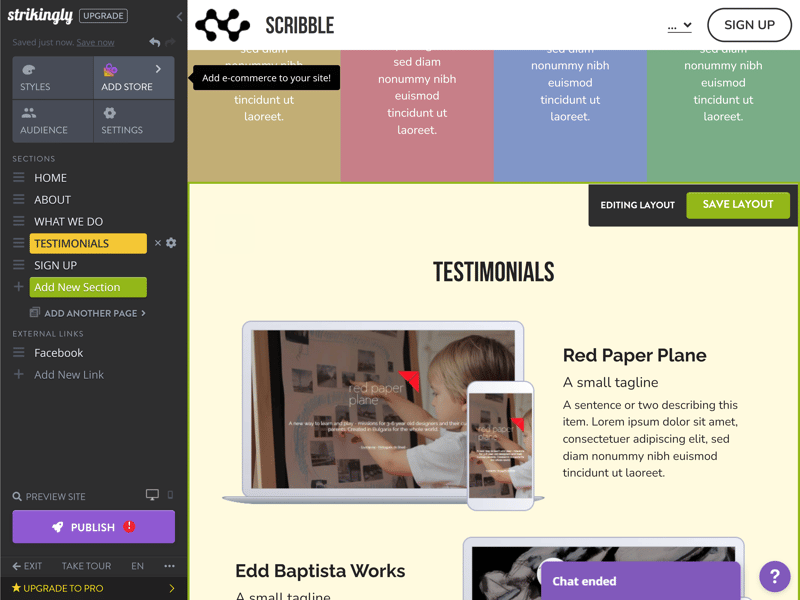 strikingly
UPGRADE
Saved just now. Save now
STYLES
ADD STORE
AUDIENCE
SETTINGS
SECTIONS
HOME
ABOUT
WHAT WE DO
TESTIMONIALS
SIGN UP
Add New Section
ADD ANOTHER PAGE
EXTERNAL LINKS
Facebook
Add New Link
PREVIEW SITE
PUBLISH
EXIT
TAKE TOUR
EN
UPGRADE TO PRO
Add e-commerce to your site!
SCRIBBLE
...
SIGN UP
sed diam
nonummy nibh
tincidunt ut
laoreet.
sed diam
nonummy nibh
euismod
tincidunt ut
laoreet.
sed diam
nonummy nibh
euismod
tincidunt ut
laoreet.
sed diam
nonummy nibh
euismod
tincidunt ut
laoreet.
EDITING LAYOUT
SAVE LAYOUT
TESTIMONIALS
red paper
plane
red paper
plane
Red Paper Plane
A small tagline
A sentence or two describing this
item. Lorem ipsum dolor sit amet,
consectetuer adipiscing elit, sed
diam nonummy nibh euismod
tincidunt ut laoreet.
Edd Baptista Works
A small tagline
Chat ended
?